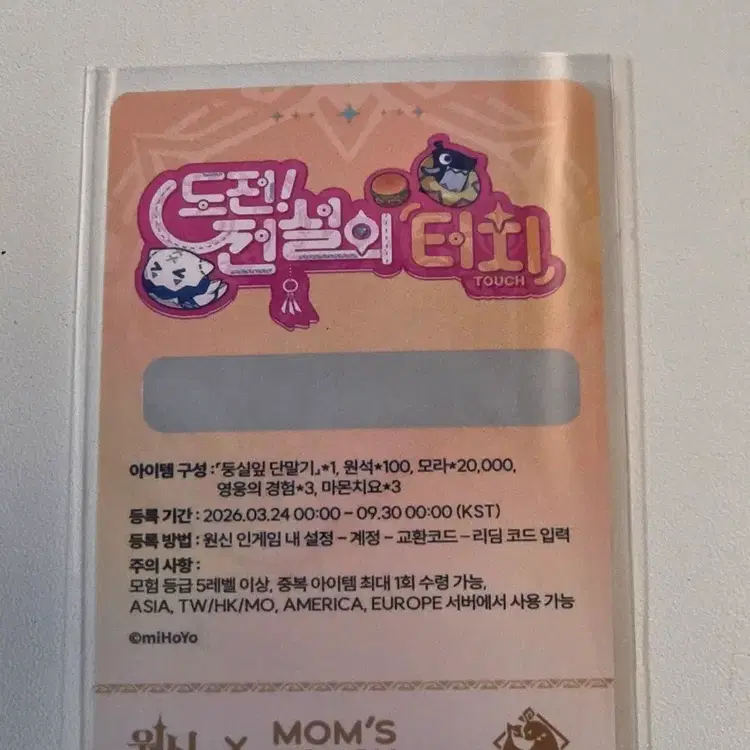 도전!
전설의 터치
TOUCH
아이템 구성 : 「둥실잎 단말기」*1, 원석*100, 모라*20,000,
영웅의 경험*3, 마몬치요*3
등록 기간 : 2026.03.24 00:00 – 09.30 00:00 (KST)
등록 방법 : 원신 인게임 내 설정 – 계정 – 교환코드 – 리딤 코드 입력
주의 사항 :
모험 등급 5레벨 이상, 중복 아이템 최대 1회 수령 가능,
ASIA, TW/HK/MO, AMERICA, EUROPE 서버에서 사용 가능
©miHoYo
원신 × MOM'S